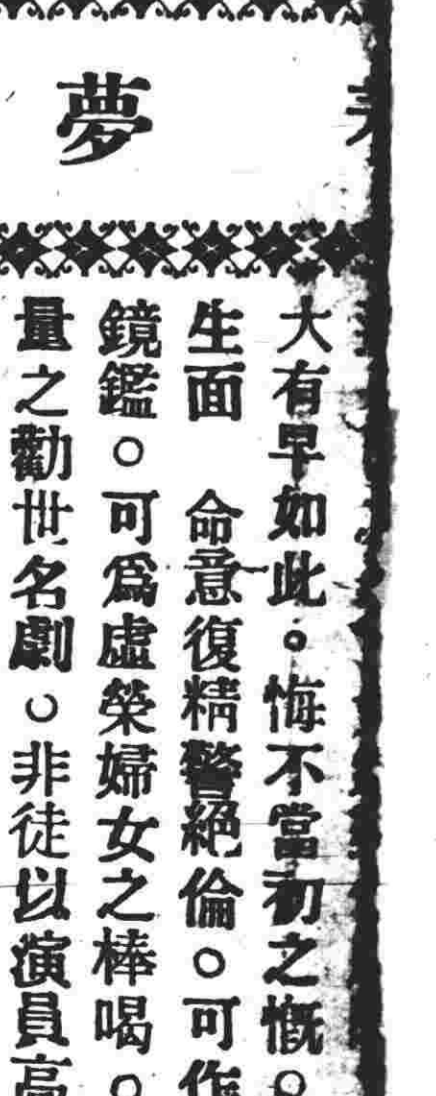 夢
大有早如此。悔不當初之慨。
生面　命意復精警絕倫。可作
鏡鑑。可爲虛榮婦女之棒喝。
量之勸世名劇。非徒以演員高